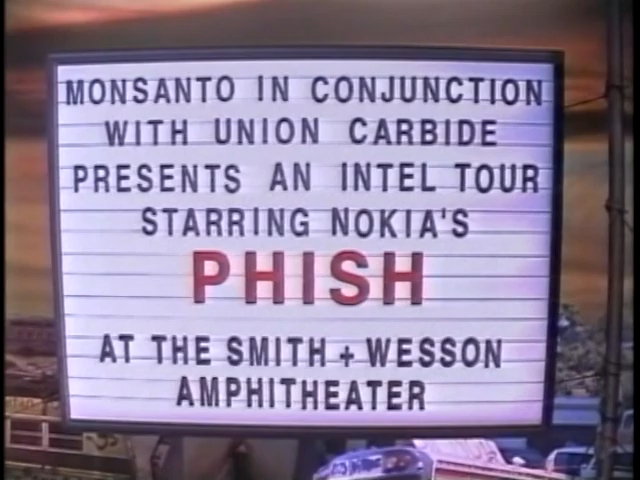 MONSANTO IN CONJUNCTION
WITH UNION CARBIDE
PRESENTS AN INTEL TOUR
STARRING NOKIA'S
PHISH
AT THE SMITH + WESSON
AMPHITHEATER